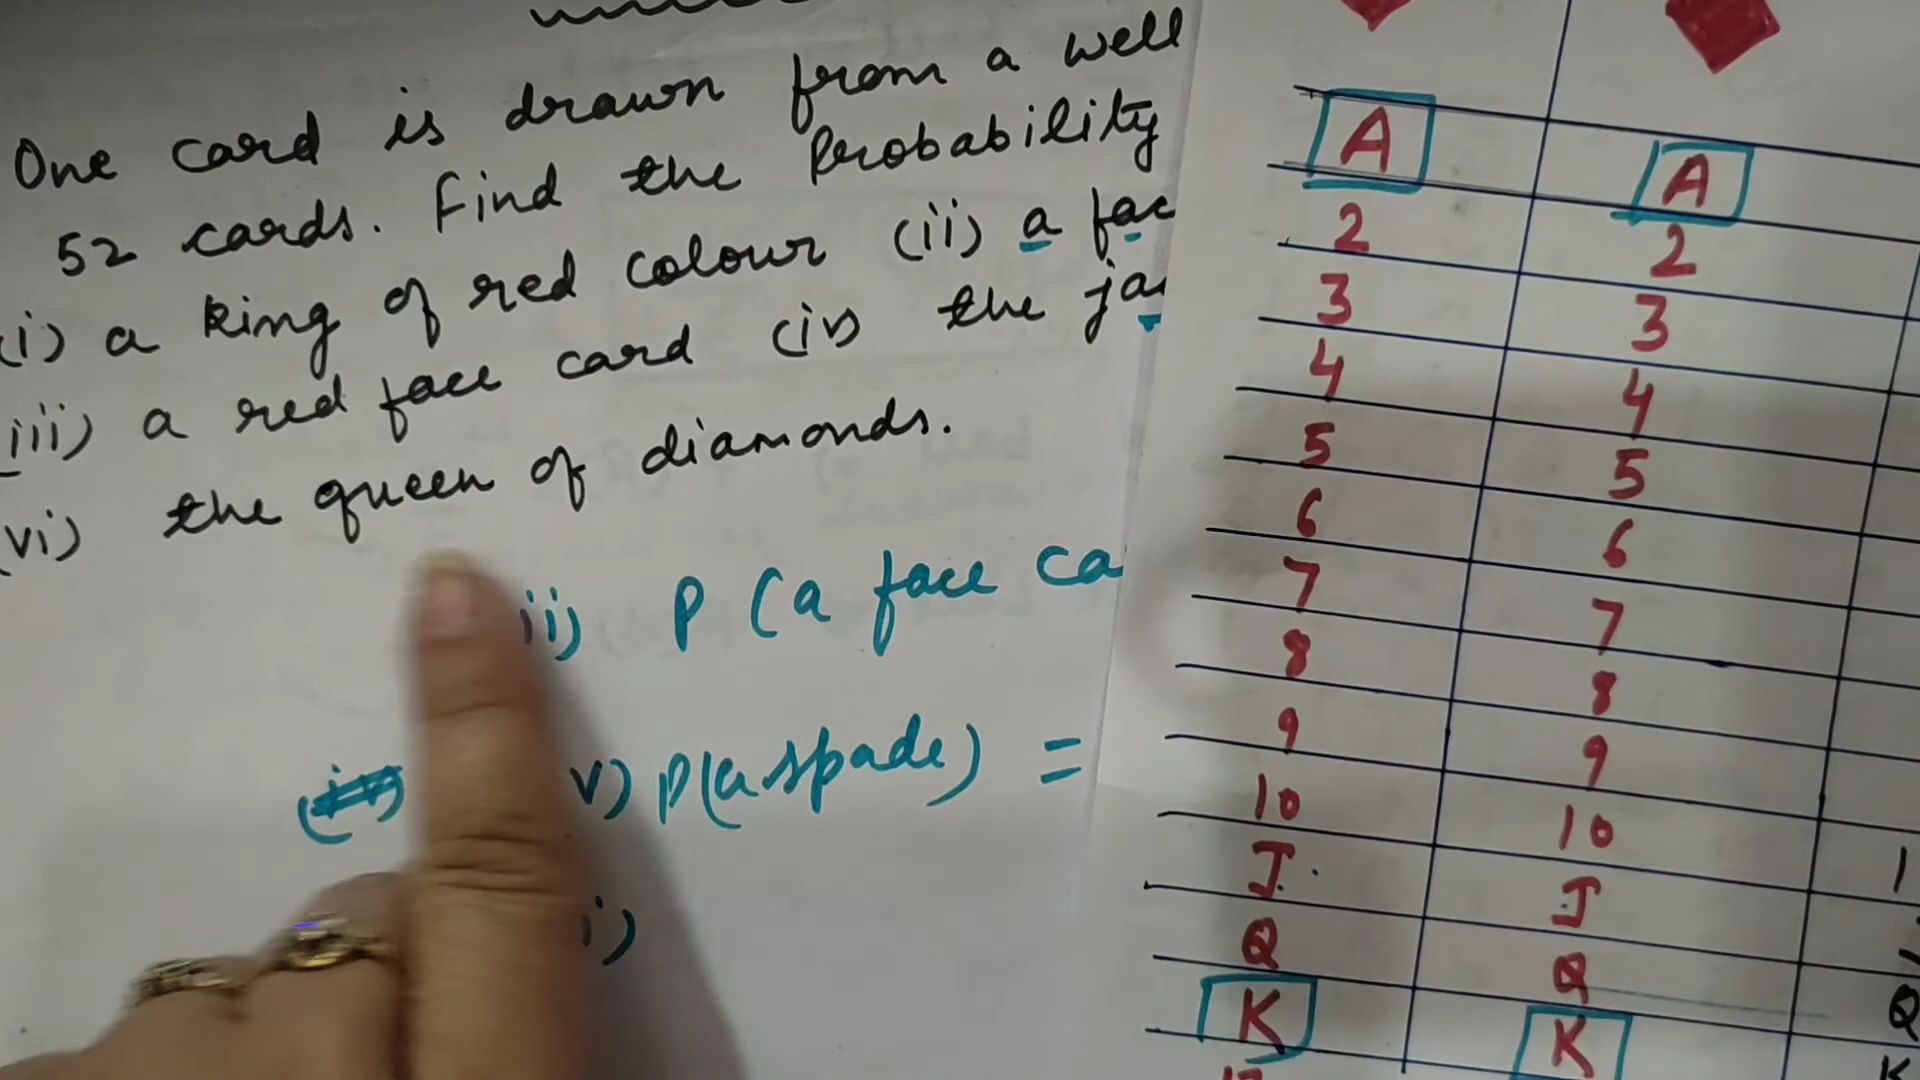 One card is drawn from a well
52 cards. Find the Probability
(i) a king of red colour (ii) a fac
(iii) a red face card (iv) the ja
(vi) the queen of diamonds.
ii) P (a face ca
v) P(a spade) =
i)
A A
2 2
3 3
4 4
5 5
6 6
7 7
8 8
9 9
10 10
J J
Q Q Q
K K K